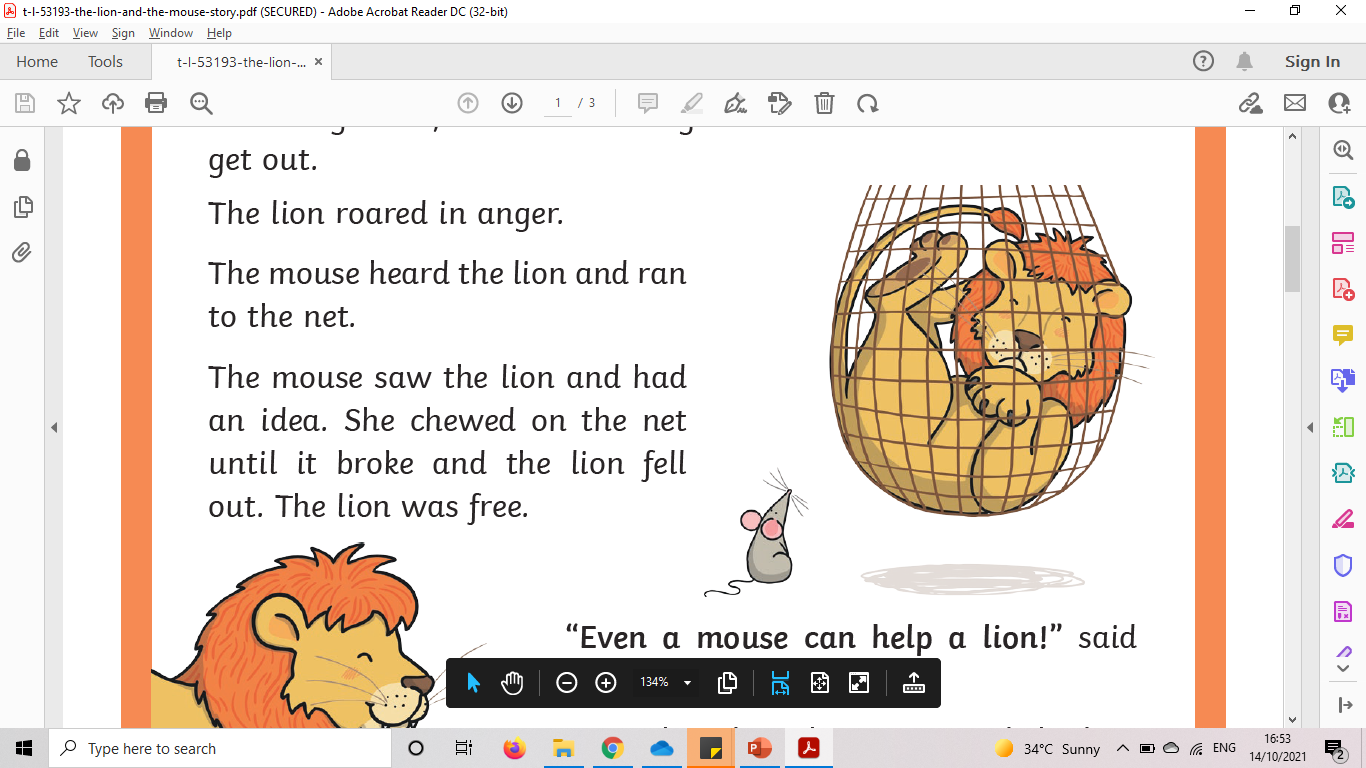 t-l-53193-the-lion-and-the-mouse-story.pdf (SECURED) - Adobe Acrobat Reader DC (32-bit)
File Edit View Sign Window Help
Home Tools t-l-53193-the-lion-... × Sign In
1 / 3
get out.
The lion roared in anger.
The mouse heard the lion and ran
to the net.
The mouse saw the lion and had
an idea. She chewed on the net
until it broke and the lion fell
out. The lion was free.
“Even a mouse can help a lion!” said
134%
Type here to search
34°C Sunny
ENG
16:53
14/10/2021
2